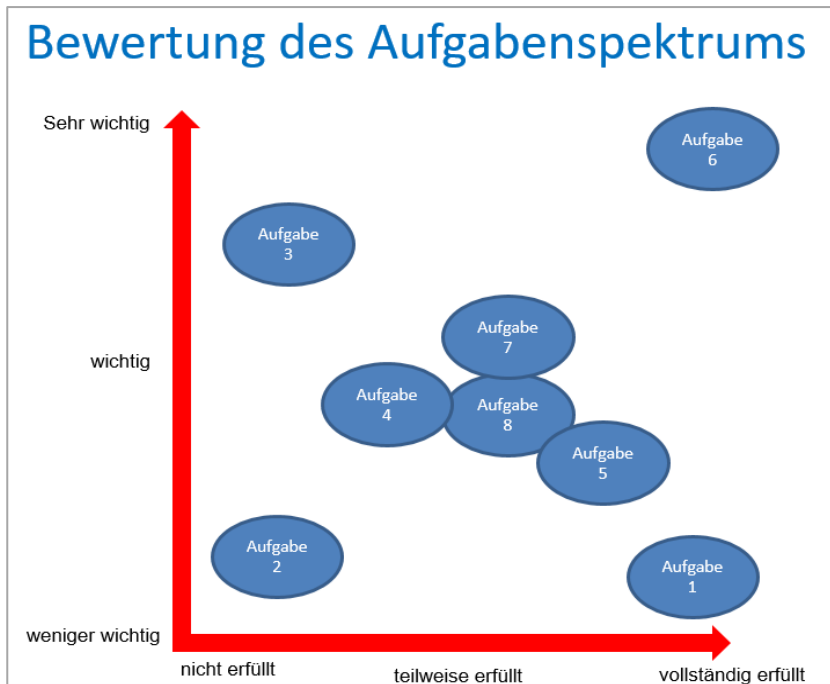 Bewertung des Aufgabenspektrums
Sehr wichtig
Aufgabe
6
Aufgabe
3
Aufgabe
7
wichtig
Aufgabe
4
Aufgabe
8
Aufgabe
5
Aufgabe
2
Aufgabe
1
weniger wichtig
nicht erfüllt
teilweise erfüllt
vollständig erfüllt